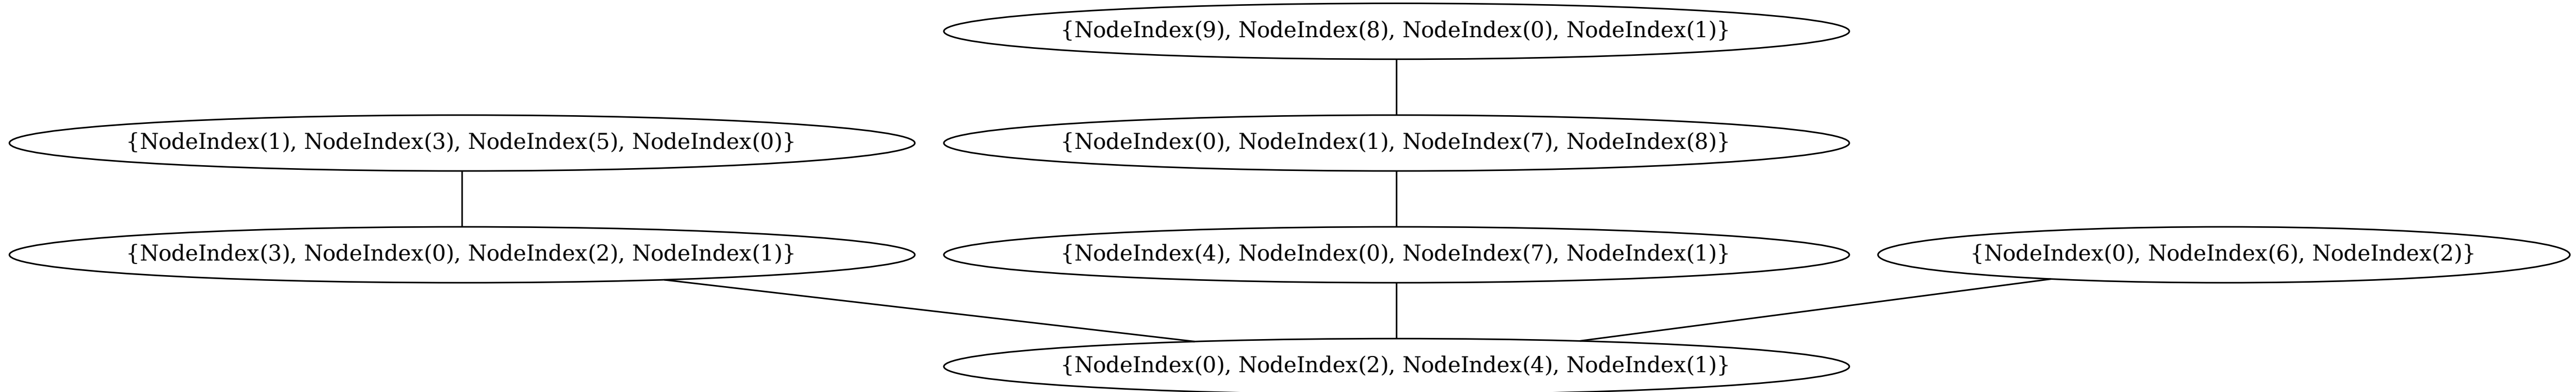 {NodeIndex(9), NodeIndex(8), NodeIndex(0), NodeIndex(1)}
{NodeIndex(1), NodeIndex(3), NodeIndex(5), NodeIndex(0)}
{NodeIndex(0), NodeIndex(1), NodeIndex(7), NodeIndex(8)}
{NodeIndex(3), NodeIndex(0), NodeIndex(2), NodeIndex(1)}
{NodeIndex(4), NodeIndex(0), NodeIndex(7), NodeIndex(1)}
{NodeIndex(0), NodeIndex(6), NodeIndex(2)}
{NodeIndex(0), NodeIndex(2), NodeIndex(4), NodeIndex(1)}